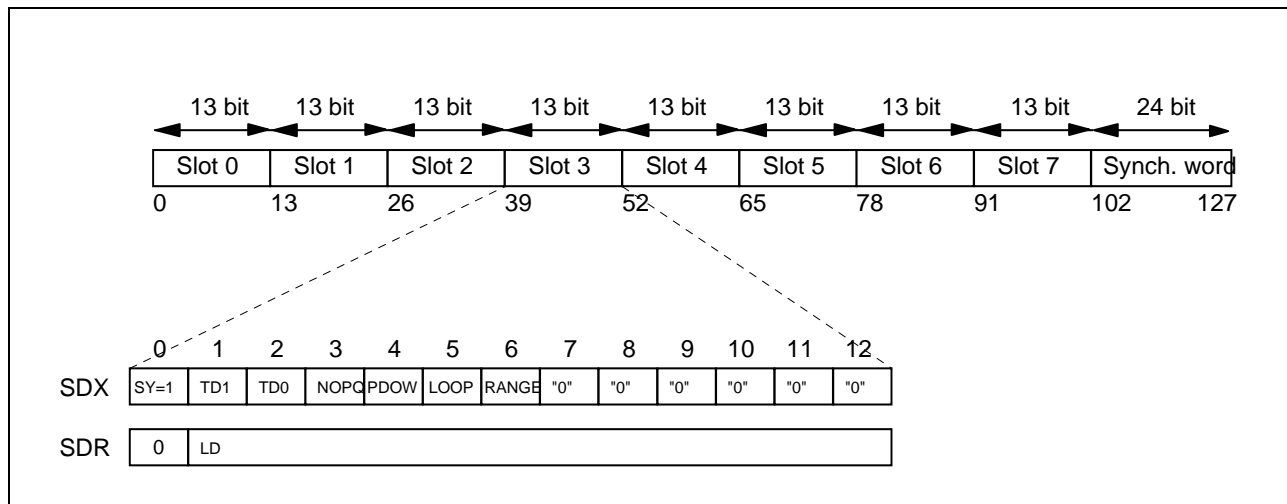 13 bit 13 bit 13 bit 13 bit 13 bit 13 bit 13 bit 13 bit 24 bit
Slot 0 Slot 1 Slot 2 Slot 3 Slot 4 Slot 5 Slot 6 Slot 7 Synch. word
0 13 26 39 52 65 78 91 102 127
0 1 2 3 4 5 6 7 8 9 10 11 12
SDX SY=1 TD1 TD0 NOPQ PDOW LOOP RANGE "0" "0" "0" "0" "0" "0"
SDR 0 LD